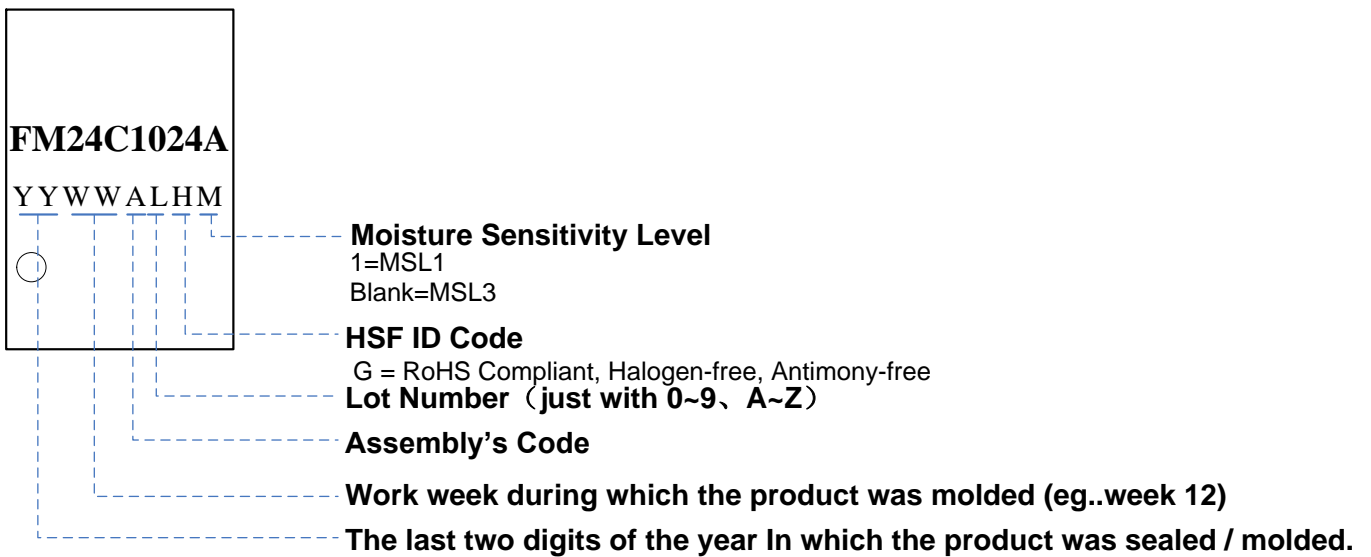 FM24C1024A
YYWWALHM
Moisture Sensitivity Level
1=MSL1
Blank=MSL3
HSF ID Code
G = RoHS Compliant, Halogen-free, Antimony-free
Lot Number（just with 0~9、A~Z）
Assembly's Code
Work week during which the product was molded (eg..week 12)
The last two digits of the year In which the product was sealed / molded.